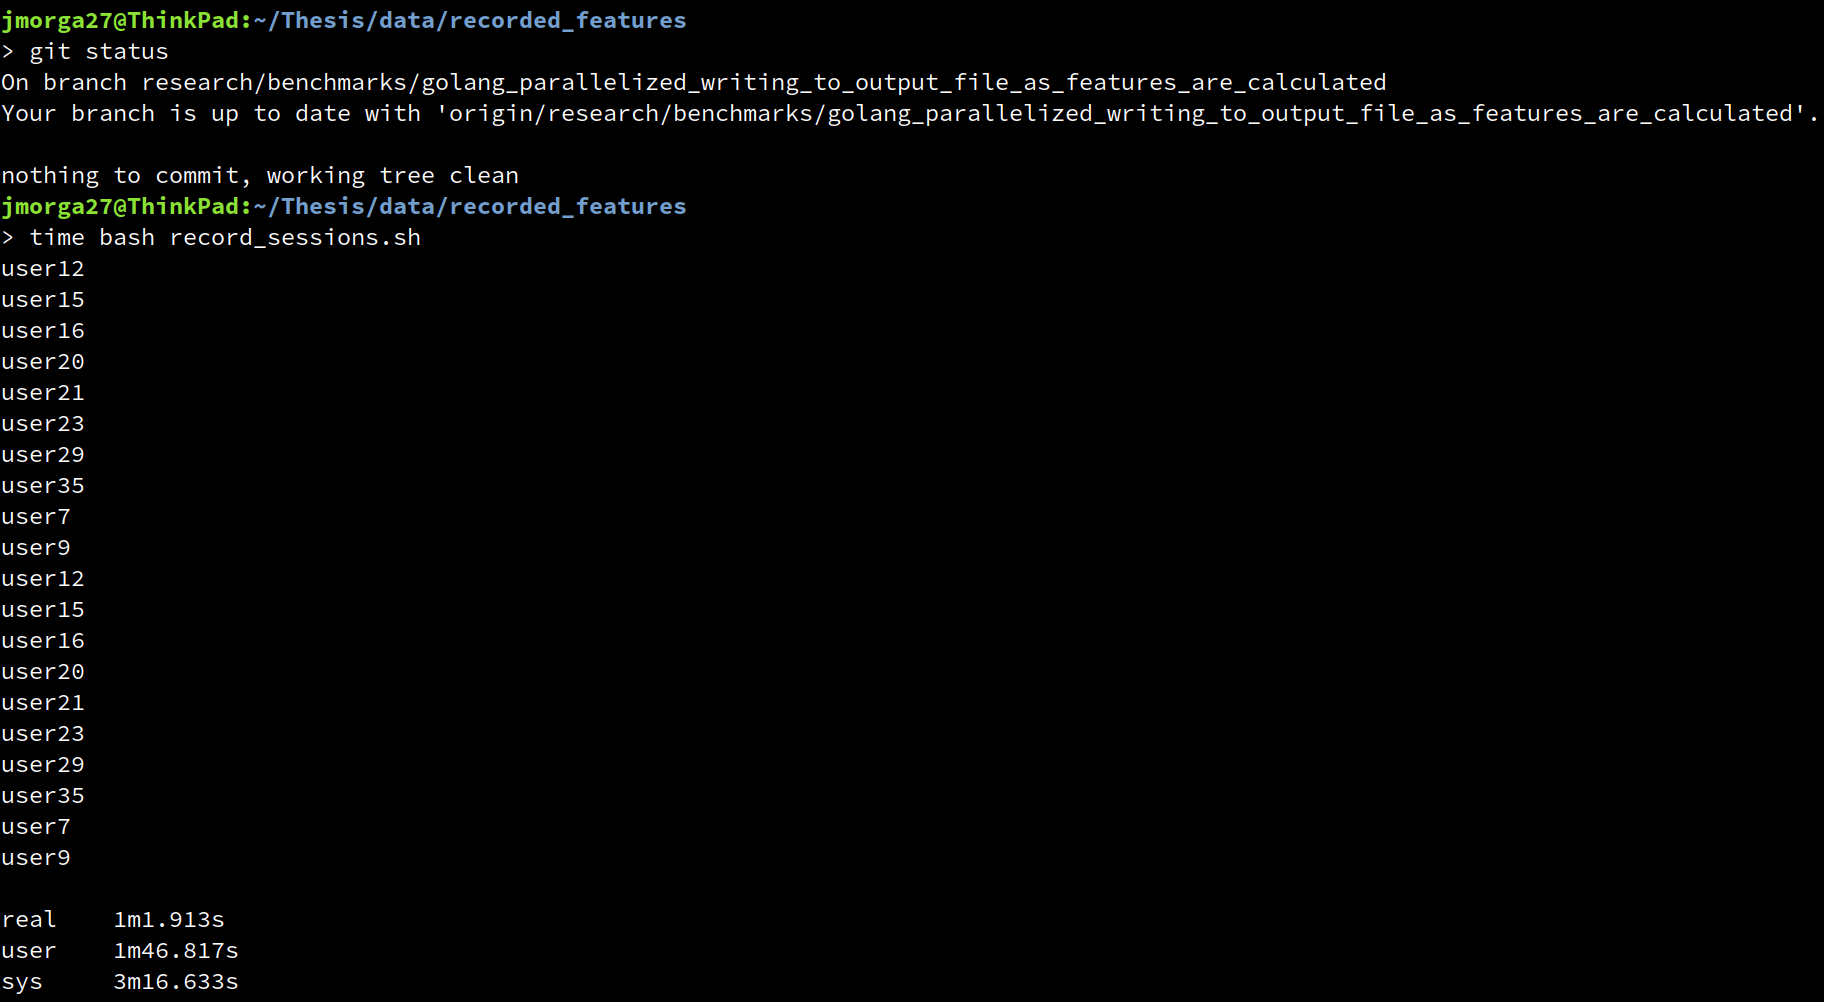 jmorga27@ThinkPad:~/Thesis/data/recorded_features
> git status
On branch research/benchmarks/golang_parallelized_writing_to_output_file_as_features_are_calculated
Your branch is up to date with 'origin/research/benchmarks/golang_parallelized_writing_to_output_file_as_features_are_calculated'.
nothing to commit, working tree clean
jmorga27@ThinkPad:~/Thesis/data/recorded_features
> time bash record_sessions.sh
user12
user15
user16
user20
user21
user23
user29
user35
user7
user9
user12
user15
user16
user20
user21
user23
user29
user35
user7
user9
real 1m1.913s
user 1m46.817s
sys 3m16.633s